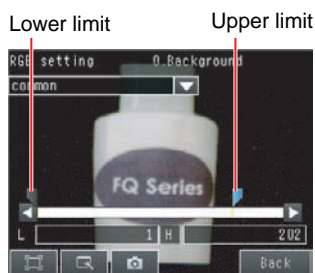 Lower limit Upper limit
RGB setting 0.Background
common
FQ Series
L 1 H 202
Back